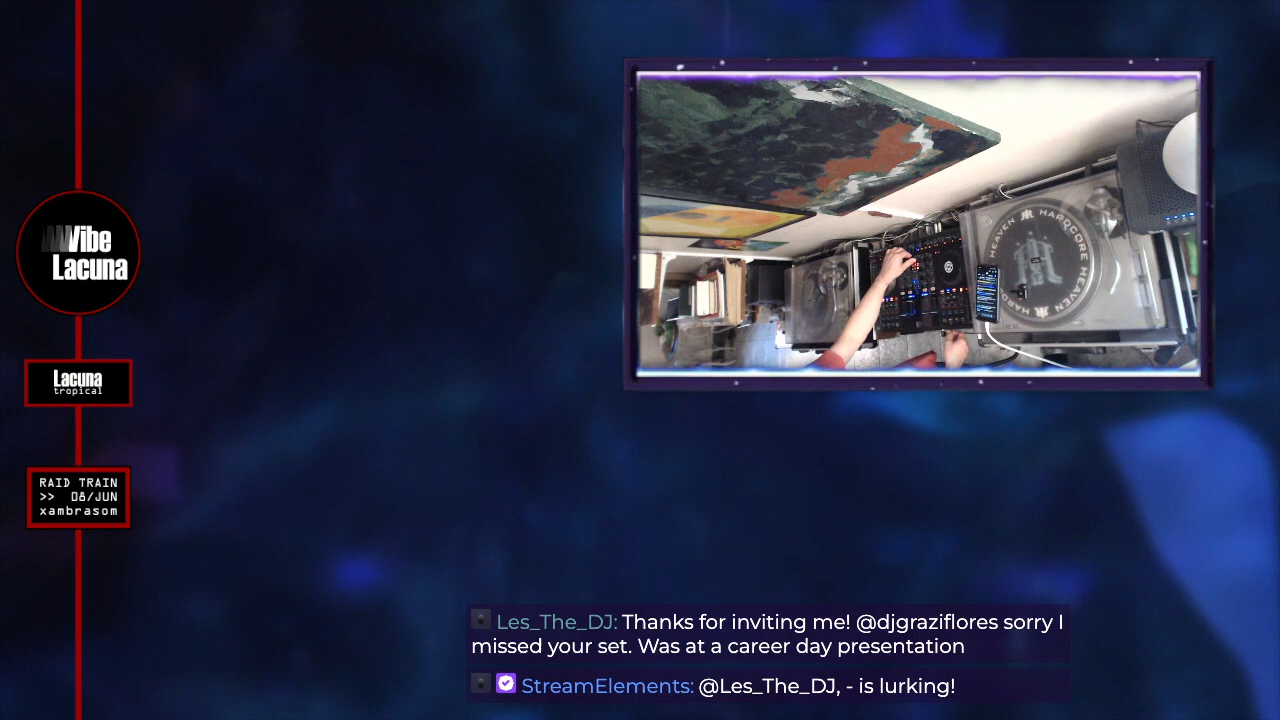 Vibe
Lacuna
Lacuna
tropical
RAID TRAIN
>> 08/JUN
xambrasom
HARDCORE HEAVEN
HARD
HEAVEN
Les_The_DJ: Thanks for inviting me! @djgraziflores sorry I
missed your set. Was at a career day presentation
StreamElements: @Les_The_DJ, - is lurking!